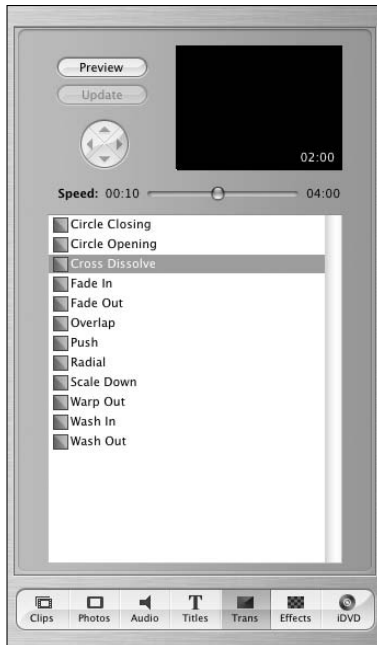 Preview
Update
02:00
Speed: 00:10 04:00
Circle Closing
Circle Opening
Cross Dissolve
Fade In
Fade Out
Overlap
Push
Radial
Scale Down
Warp Out
Wash In
Wash Out
Clips Photos Audio Titles Trans Effects iDVD